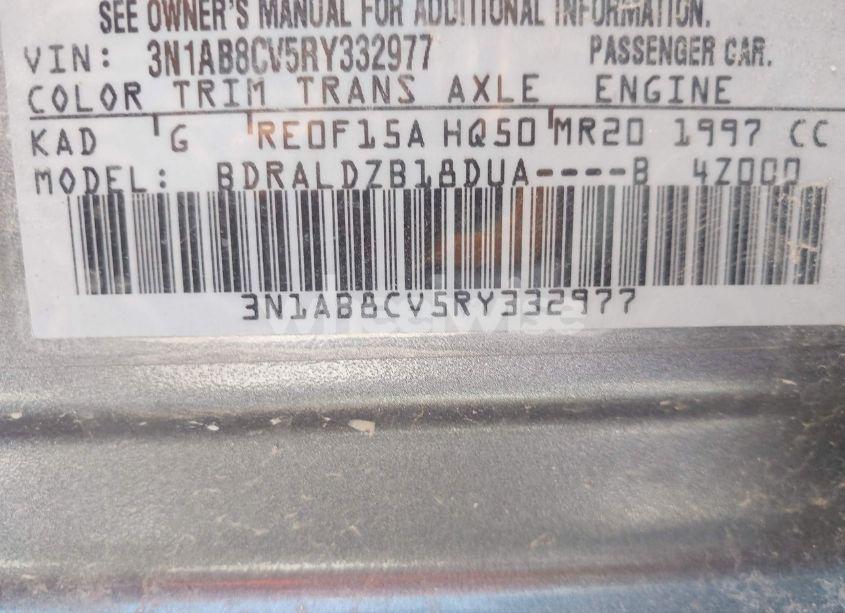 SEE OWNER'S MANUAL FOR ADDITIONAL INFORMATION.
VIN: 3N1AB8CV5RY332977 PASSENGER CAR.
COLOR TRIM TRANS AXLE ENGINE
KAD G RE0F15A HQ50 MR20 1997 CC
MODEL: BDRALDZB18DUA----B 4Z000
3N1AB8CV5RY332977
wheelwise